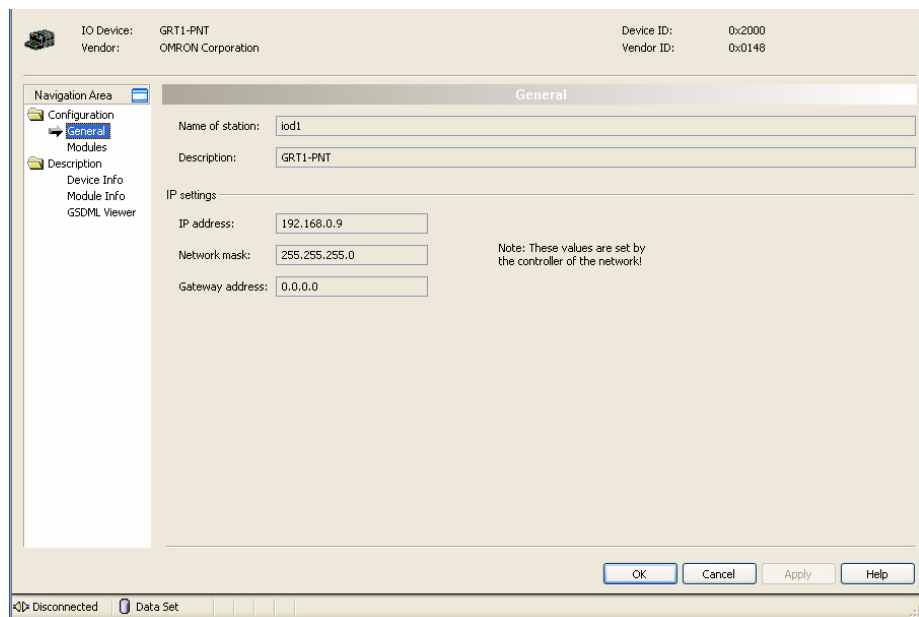 IO Device: GRT1-PNT Device ID: 0x2000
Vendor: OMRON Corporation Vendor ID: 0x0148
Navigation Area
Configuration
General
Modules
Description
Device Info
Module Info
GSDML Viewer
General
Name of station: iod1
Description: GRT1-PNT
IP settings
IP address: 192.168.0.9
Network mask: 255.255.255.0
Gateway address: 0.0.0.0
Note: These values are set by
the controller of the network!
OK Cancel Apply Help
Disconnected Data Set